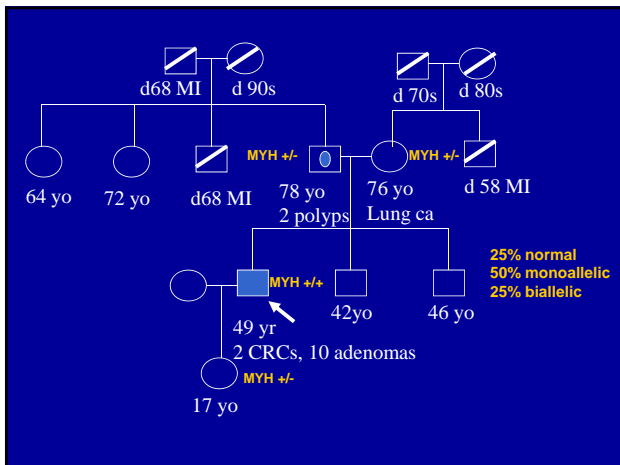 d68 MI
d 90s
d 70s
d 80s
MYH +/-
MYH +/-
64 yo
72 yo
d68 MI
78 yo
2 polyps
76 yo
Lung ca
d 58 MI
25% normal
50% monoallelic
25% biallelic
MYH +/+
49 yr
2 CRCs, 10 adenomas
42yo
46 yo
MYH +/-
17 yo